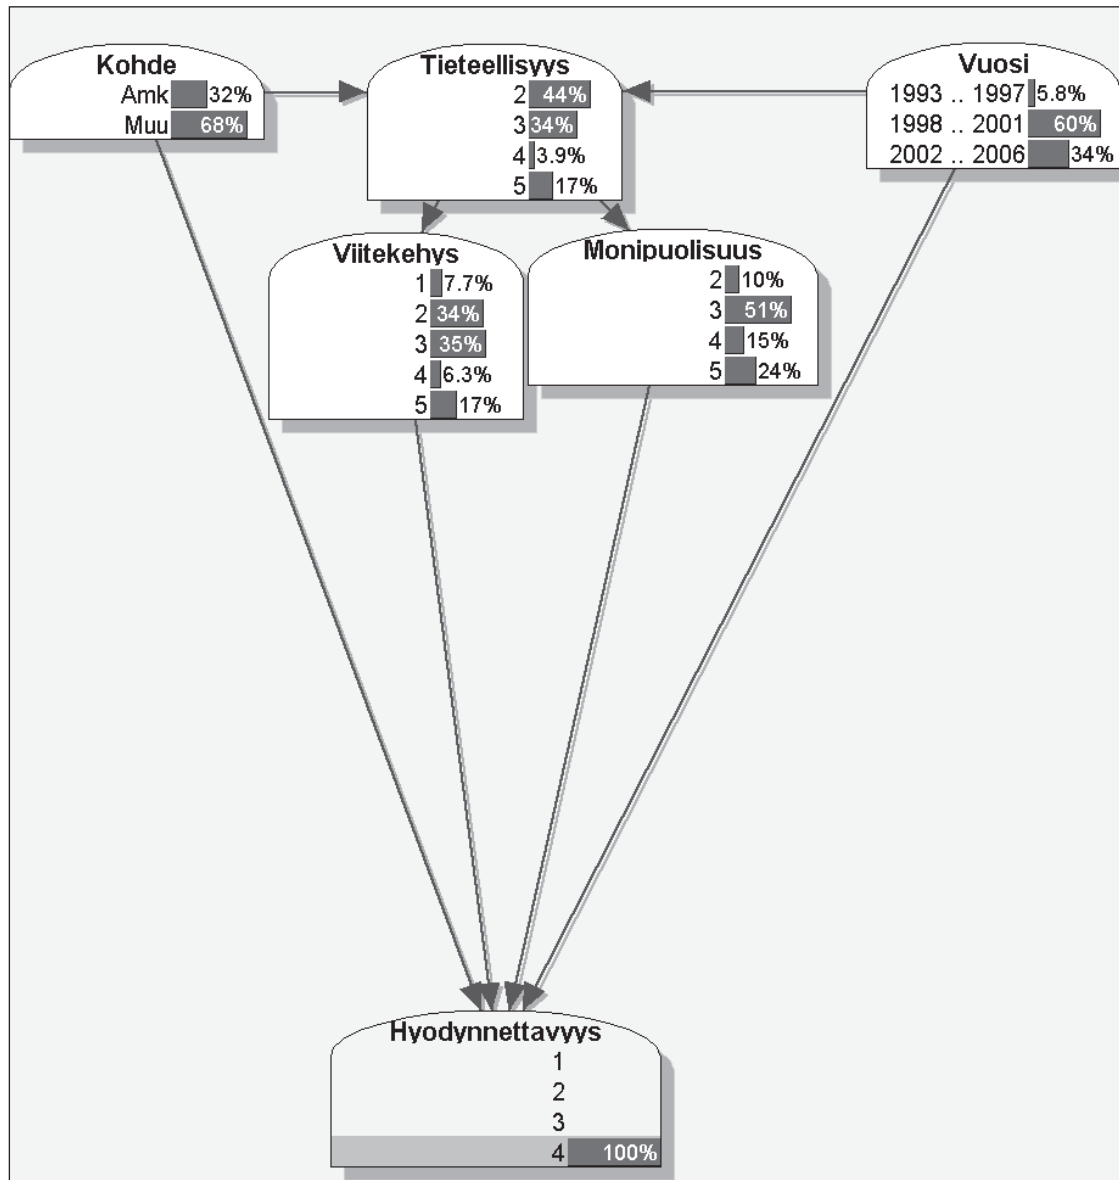 Kohde
Amk 32%
Muu 68%
Tieteellisyys
2 44%
3 34%
4 3.9%
5 17%
Vuosi
1993 .. 1997 5.8%
1998 .. 2001 60%
2002 .. 2006 34%
Viitekehys
1 7.7%
2 34%
3 35%
4 6.3%
5 17%
Monipuolisuus
2 10%
3 51%
4 15%
5 24%
Hyodynnettavyys
1
2
3
4 100%